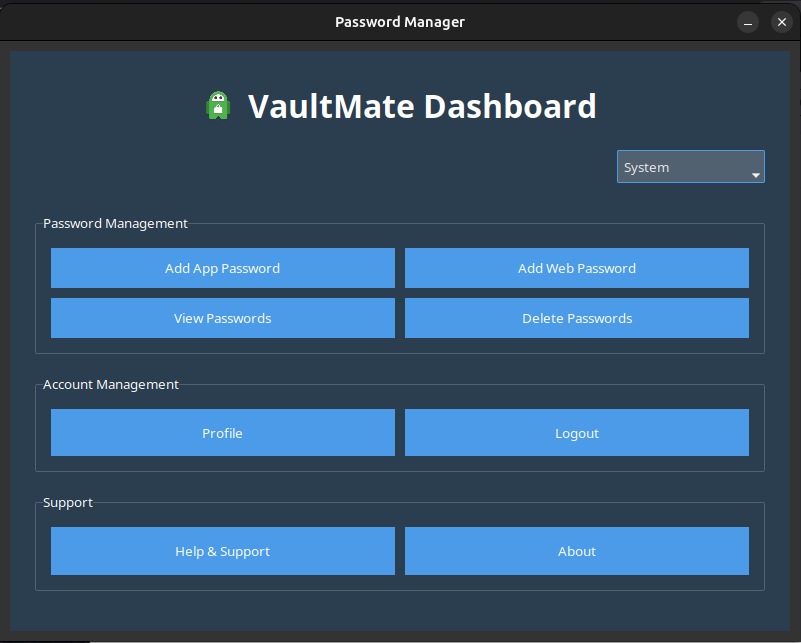 Password Manager
VaultMate Dashboard
System
Password Management
Add App Password
Add Web Password
View Passwords
Delete Passwords
Account Management
Profile
Logout
Support
Help & Support
About